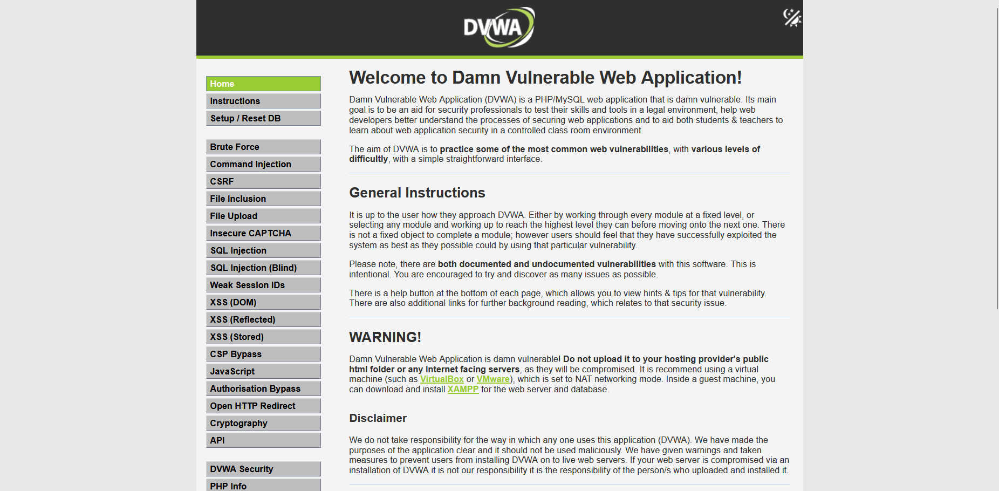 DVWA
Home
Instructions
Setup / Reset DB
Brute Force
Command Injection
CSRF
File Inclusion
File Upload
Insecure CAPTCHA
SQL Injection
SQL Injection (Blind)
Weak Session IDs
XSS (DOM)
XSS (Reflected)
XSS (Stored)
CSP Bypass
JavaScript
Authorisation Bypass
Open HTTP Redirect
Cryptography
API
DVWA Security
PHP Info
Welcome to Damn Vulnerable Web Application!
Damn Vulnerable Web Application (DVWA) is a PHP/MySQL web application that is damn vulnerable. Its main
goal is to be an aid for security professionals to test their skills and tools in a legal environment, help web
developers better understand the processes of securing web applications and to aid both students & teachers to
learn about web application security in a controlled class room environment.
The aim of DVWA is to practice some of the most common web vulnerabilities, with various levels of
difficultly, with a simple straightforward interface.
General Instructions
It is up to the user how they approach DVWA. Either by working through every module at a fixed level, or
selecting any module and working up to reach the highest level they can before moving onto the next one. There
is not a fixed object to complete a module; however users should feel that they have successfully exploited the
system as best as they possible could by using that particular vulnerability.
Please note, there are both documented and undocumented vulnerabilities with this software. This is
intentional. You are encouraged to try and discover as many issues as possible.
There is a help button at the bottom of each page, which allows you to view hints & tips for that vulnerability.
There are also additional links for further background reading, which relates to that security issue.
WARNING!
Damn Vulnerable Web Application is damn vulnerable! Do not upload it to your hosting provider's public
html folder or any Internet facing servers, as they will be compromised. It is recommend using a virtual
machine (such as VirtualBox or VMware), which is set to NAT networking mode. Inside a guest machine, you
can download and install XAMPP for the web server and database.
Disclaimer
We do not take responsibility for the way in which any one uses this application (DVWA). We have made the
purposes of the application clear and it should not be used maliciously. We have given warnings and taken
measures to prevent users from installing DVWA on to live web servers. If your web server is compromised via an
installation of DVWA it is not our responsibility it is the responsibility of the person/s who uploaded and installed it.